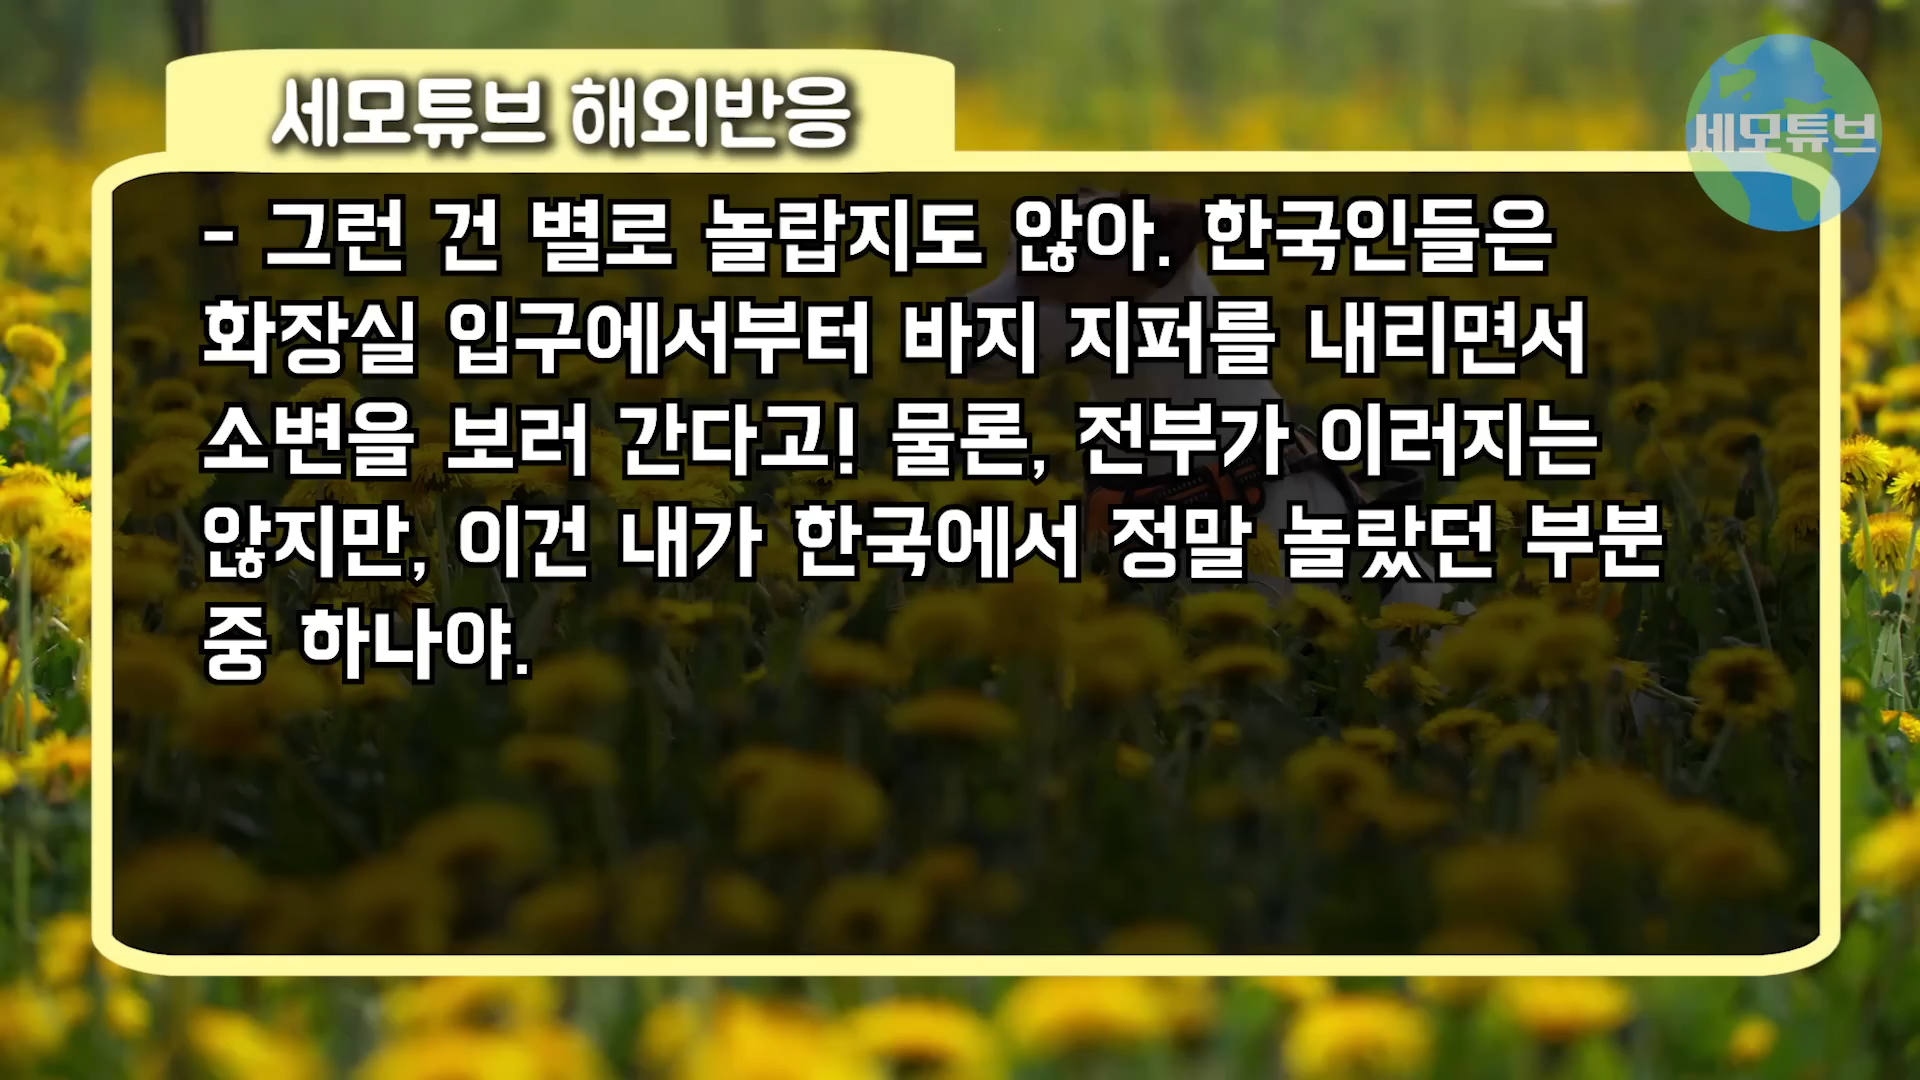 세모튜브 해외반응
세모튜브
- 그런 건 별로 놀랍지도 않아. 한국인들은
화장실 입구에서부터 바지 지퍼를 내리면서
소변을 보러 간다고! 물론, 전부가 이러지는
않지만, 이건 내가 한국에서 정말 놀랐던 부분
중 하나야.